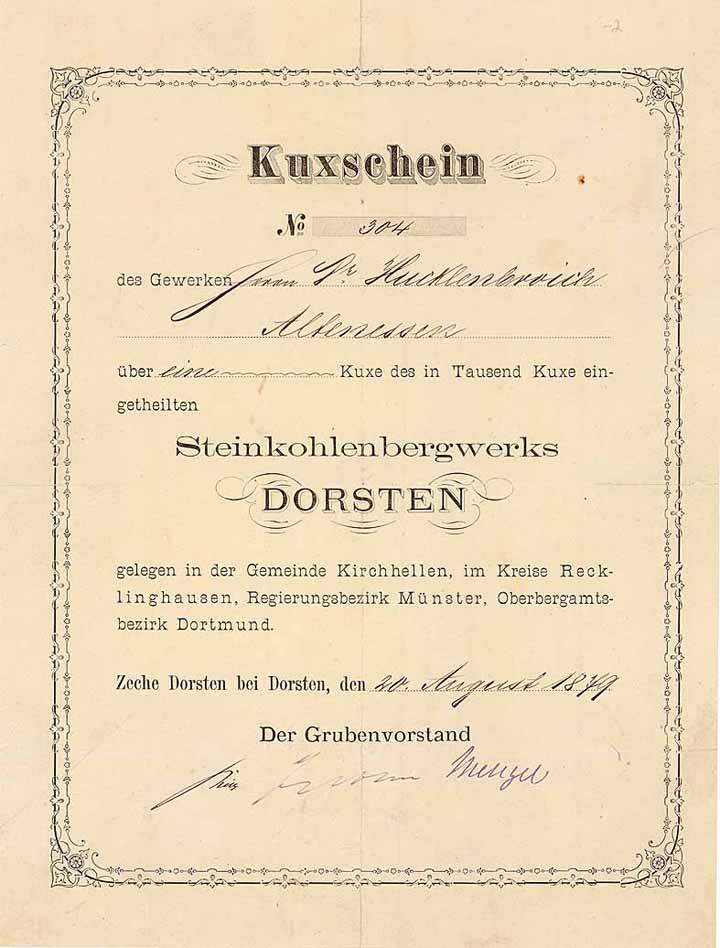 -2
Kuxschein
No 304
des Gewerken Herrn Dr Hucklenbroich
Altenessen
über eine Kuxe des in Tausend Kuxe ein-
getheilten
Steinkohlenbergwerks
DORSTEN
gelegen in der Gemeinde Kirchhellen, im Kreise Reck-
linghausen, Regierungsbezirk Münster, Oberbergamts-
bezirk Dortmund.
Zeche Dorsten bei Dorsten, den 20. August 1879
Der Grubenvorstand
Menzel